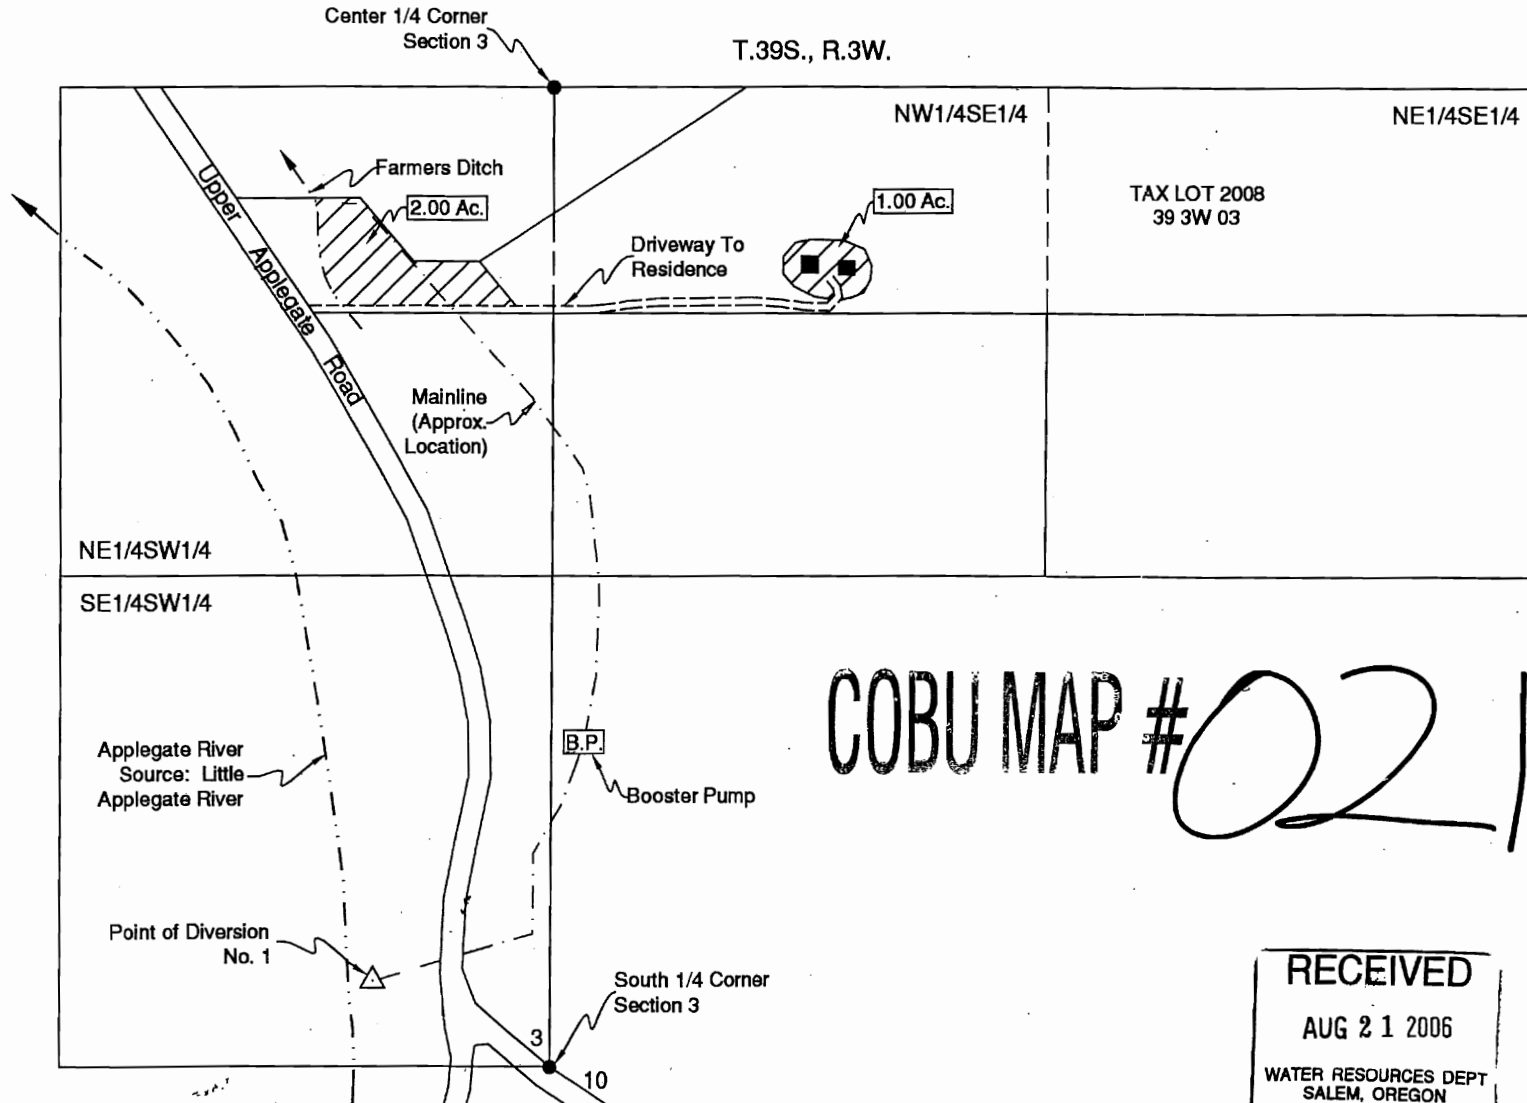 Center 1/4 Corner
Section 3
T.39S., R.3W.
NW1/4SE1/4
NE1/4SE1/4
Farmers Ditch
2.00 Ac.
1.00 Ac.
TAX LOT 2008
39 3W 03
Upper Applegate Road
Driveway To
Residence
Mainline
(Approx.
Location)
NE1/4SW1/4
SE1/4SW1/4
COBU MAP # 021
Applegate River
Source: Little
Applegate River
B.P.
Booster Pump
Point of Diversion
No. 1
South 1/4 Corner
Section 3
3
10
RECEIVED
AUG 21 2006
WATER RESOURCES DEPT
SALEM, OREGON